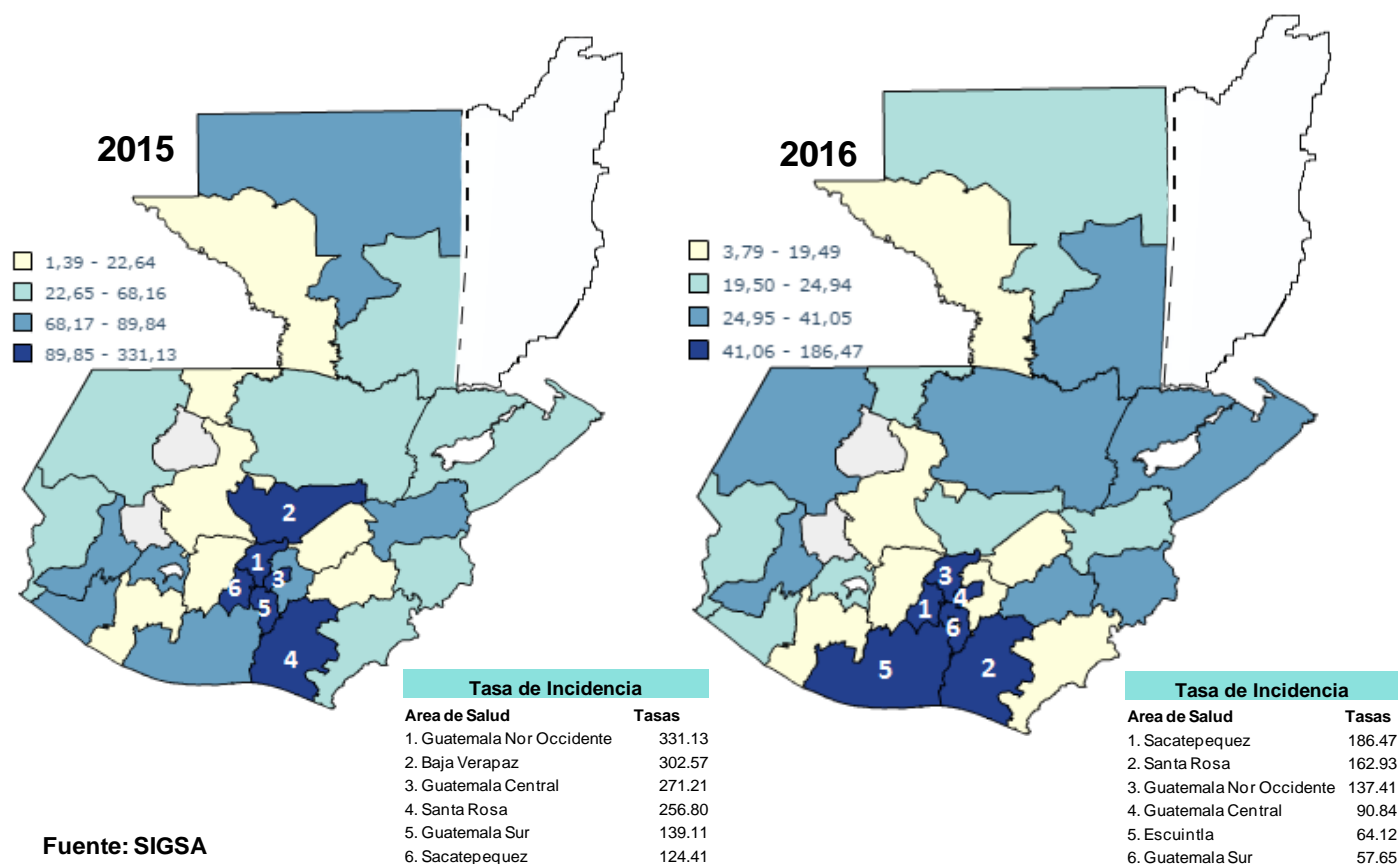 2015
1,39 - 22,64
22,65 - 68,16
68,17 - 89,84
89,85 - 331,13
2
1
3
6
5
4
Tasa de Incidencia
Area de Salud Tasas
1. Guatemala Nor Occidente 331.13
2. Baja Verapaz 302.57
3. Guatemala Central 271.21
4. Santa Rosa 256.80
5. Guatemala Sur 139.11
6. Sacatepequez 124.41
2016
3,79 - 19,49
19,50 - 24,94
24,95 - 41,05
41,06 - 186,47
3
4
1
6
5
2
Tasa de Incidencia
Area de Salud Tasas
1. Sacatepequez 186.47
2. Santa Rosa 162.93
3. Guatemala Nor Occidente 137.41
4. Guatemala Central 90.84
5. Escuintla 64.12
6. Guatemala Sur 57.65
Fuente: SIGSA